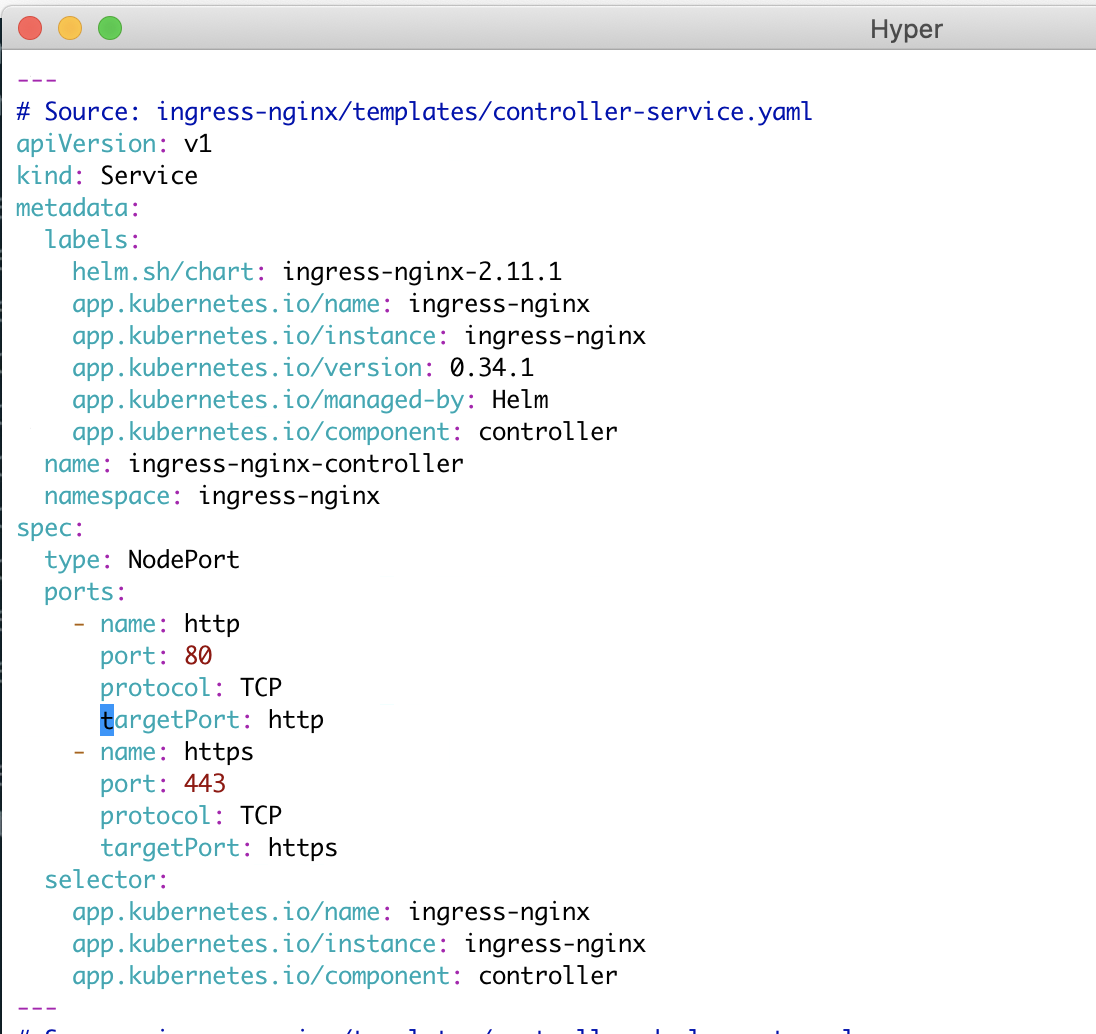 Hyper
---
# Source: ingress-nginx/templates/controller-service.yaml
apiVersion: v1
kind: Service
metadata:
  labels:
    helm.sh/chart: ingress-nginx-2.11.1
    app.kubernetes.io/name: ingress-nginx
    app.kubernetes.io/instance: ingress-nginx
    app.kubernetes.io/version: 0.34.1
    app.kubernetes.io/managed-by: Helm
    app.kubernetes.io/component: controller
  name: ingress-nginx-controller
  namespace: ingress-nginx
spec:
  type: NodePort
  ports:
    - name: http
      port: 80
      protocol: TCP
      targetPort: http
    - name: https
      port: 443
      protocol: TCP
      targetPort: https
  selector:
    app.kubernetes.io/name: ingress-nginx
    app.kubernetes.io/instance: ingress-nginx
    app.kubernetes.io/component: controller
---